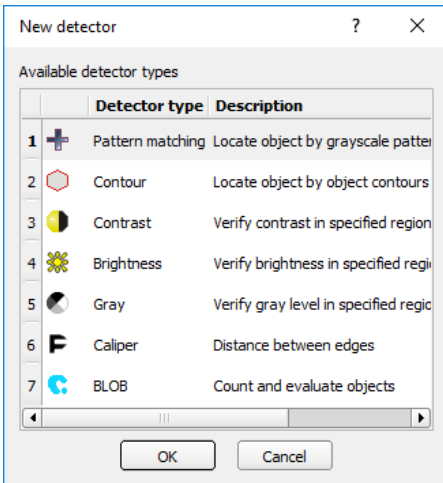 New detector ?
Available detector types
Detector type Description
1 Pattern matching Locate object by grayscale patter
2 Contour Locate object by object contours
3 Contrast Verify contrast in specified region
4 Brightness Verify brightness in specified regi
5 Gray Verify gray level in specified regio
6 Caliper Distance between edges
7 BLOB Count and evaluate objects
OK Cancel